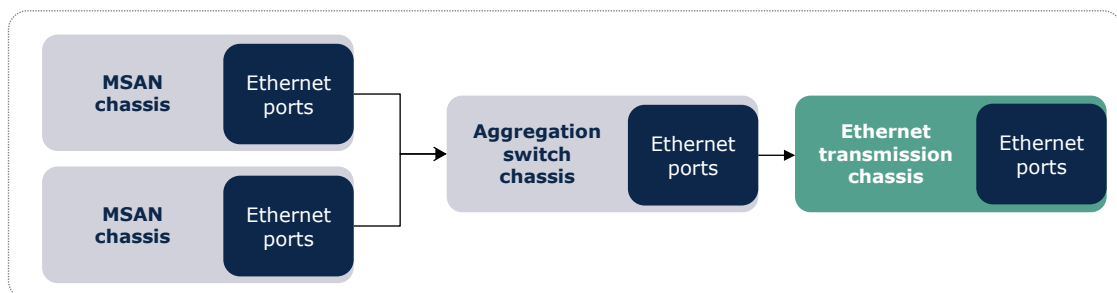 MSAN
chassis
Ethernet
ports
MSAN
chassis
Ethernet
ports
Aggregation
switch
chassis
Ethernet
ports
Ethernet
transmission
chassis
Ethernet
ports